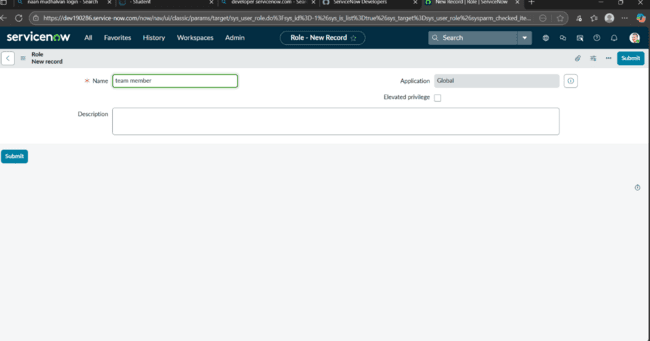 naan mudhalvan login - Search
- Student
developer servicenow.com - Sear
ServiceNow Developers
New Record | Role | ServiceNow
https://dev190286.service-now.com/now/nav/ui/classic/params/target/sys_user_role.do%3Fsys_id%3D-1%26sys_is_list%3Dtrue%26sys_target%3Dsys_user_role%26sysparm_checked_ite...
servicenow
All
Favorites
History
Workspaces
Admin
Role - New Record
Search
Role
New record
Submit
Name
team member
Application
Global
Elevated privilege
Description
Submit